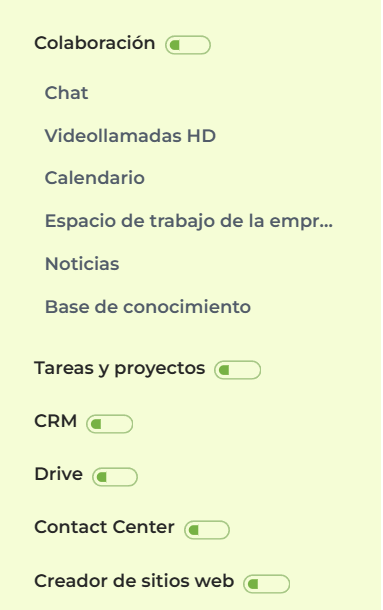 Colaboración
Chat
Videollamadas HD
Calendario
Espacio de trabajo de la empr...
Noticias
Base de conocimiento
Tareas y proyectos
CRM
Drive
Contact Center
Creador de sitios web